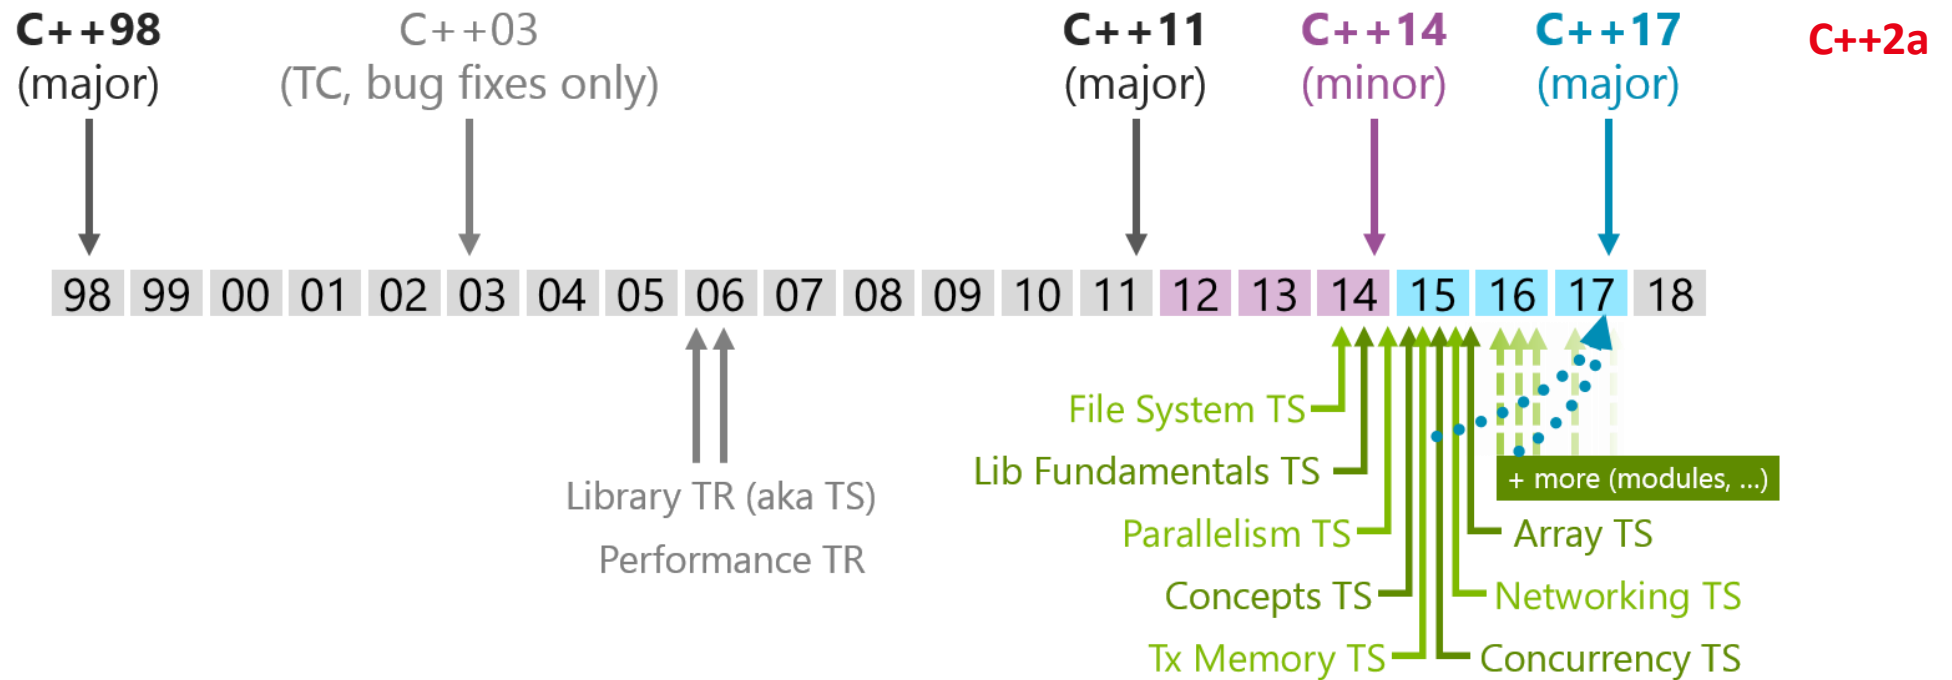 C++98
(major)
C++03
(TC, bug fixes only)
C++11
(major)
C++14
(minor)
C++17
(major)
C++2a
98 99 00 01 02 03 04 05 06 07 08 09 10 11 12 13 14 15 16 17 18
File System TS
Lib Fundamentals TS
+ more (modules, ...)
Library TR (aka TS)
Parallelism TS
Array TS
Performance TR
Concepts TS
Networking TS
Tx Memory TS
Concurrency TS